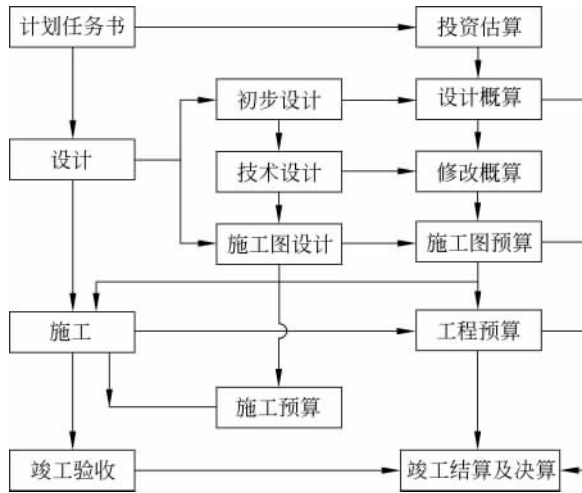 计划任务书
投资估算
初步设计
设计概算
设计
技术设计
修改概算
施工图设计
施工图预算
施工
工程预算
施工预算
竣工验收
竣工结算及决算